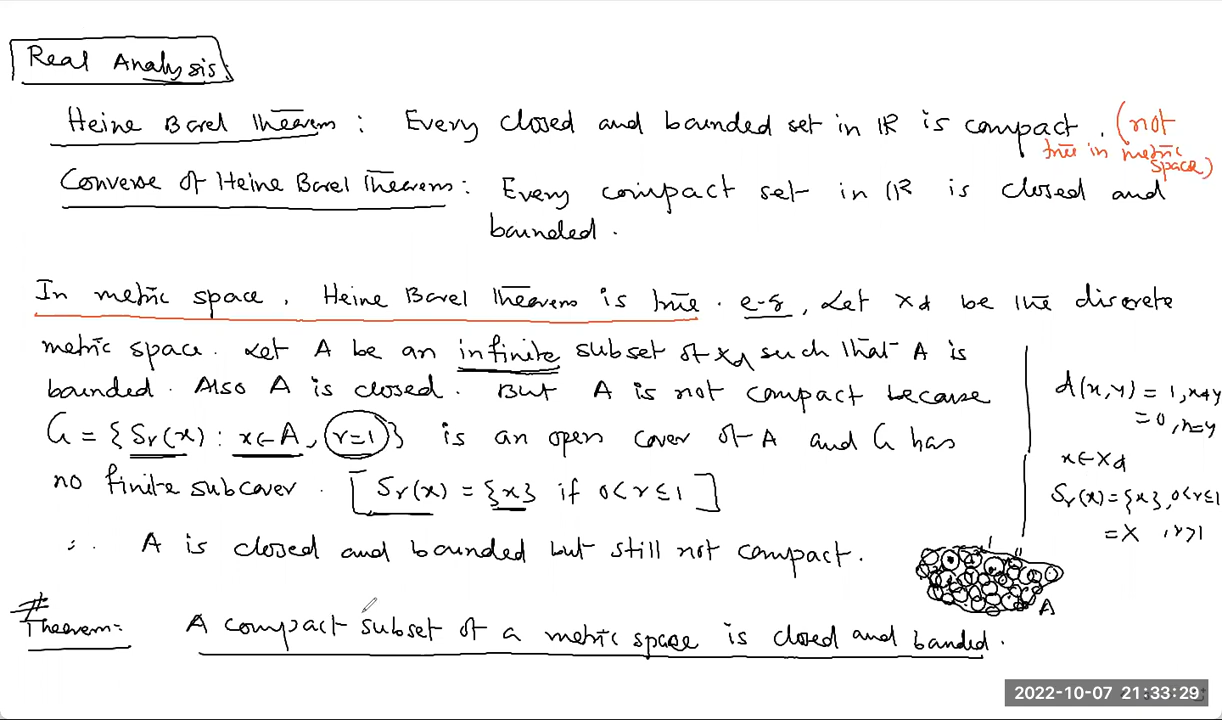 Real Analysis.
Heine Borel Theorem : Every closed and bounded set in ℝ is compact . (not
true in metric
space)
Converse of Heine Borel Theorem : Every compact set in ℝ is closed and
bounded .
In metric space , Heine Borel Theorem is true . e.g , Let Xd be the discrete
metric space . Let A be an infinite subset of Xd such that A is
bounded . Also A is closed . But A is not compact because
G = { Sr(x) : x ∈ A , r=1 } is an open cover of A and G has
no finite subcover . [ Sr(x) = {x} if 0<r≤1 ]
∴ A is closed and bounded but still not compact .
d(x,y) = 1, x≠y
= 0, x=y
x ∈ Xd
Sr(x) = {x}, 0<r≤1
= X , r>1
A
#
Theorem:- A compact subset of a metric space is closed and bounded .
2022-10-07 21:33:29